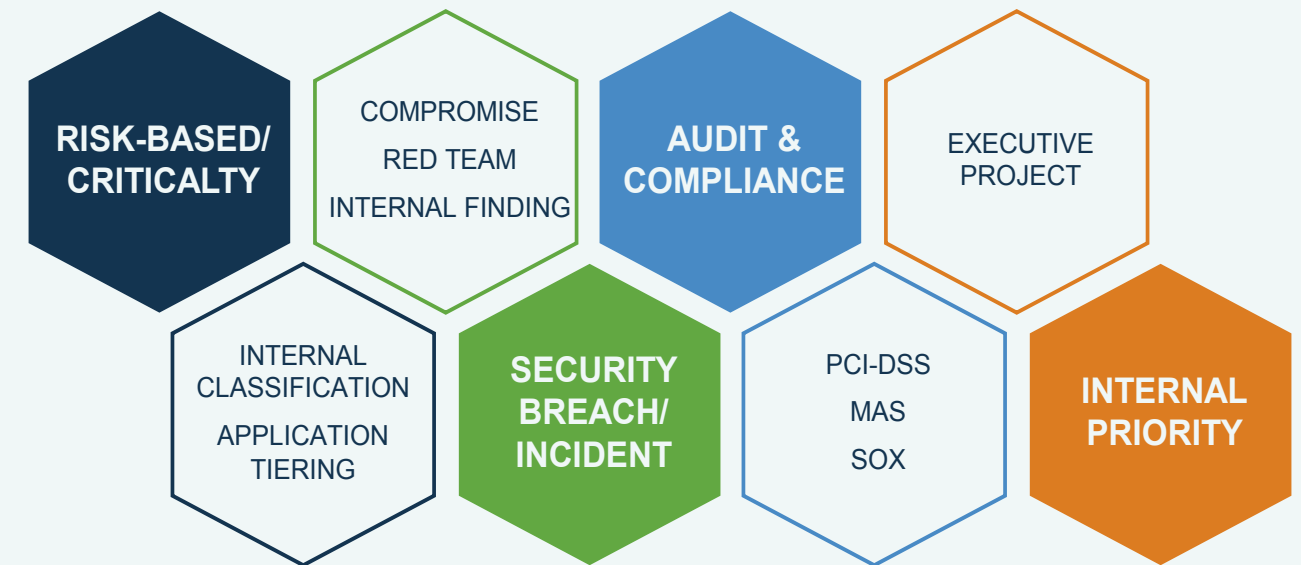 RISK-BASED/
CRITICALTY
COMPROMISE
RED TEAM
INTERNAL FINDING
AUDIT &
COMPLIANCE
EXECUTIVE
PROJECT
INTERNAL
CLASSIFICATION
APPLICATION
TIERING
SECURITY
BREACH/
INCIDENT
PCI-DSS
MAS
SOX
INTERNAL
PRIORITY